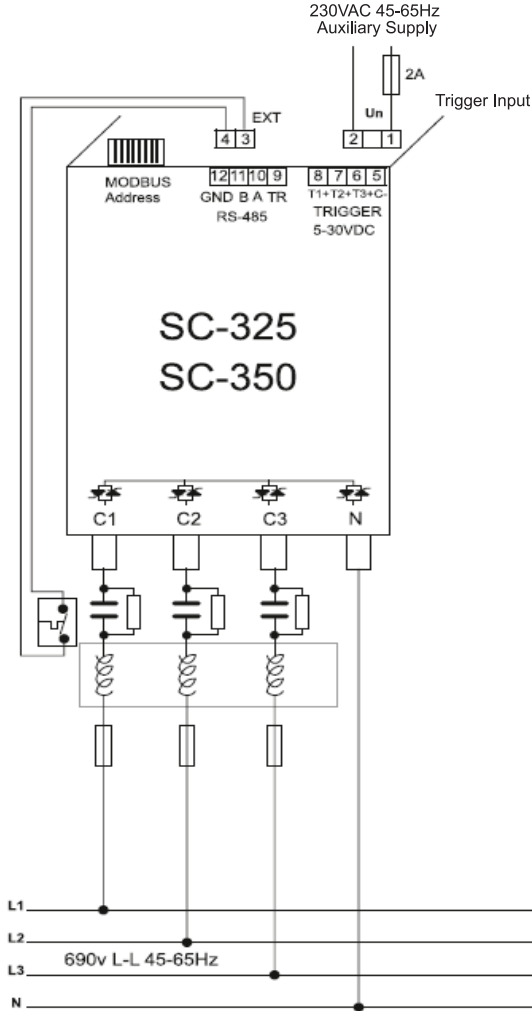 230VAC 45-65Hz
Auxiliary Supply
2A
Trigger Input
EXT
Un
4 3
2 1
MODBUS
Address
12 11 10 9
GND B A TR
RS-485
8 7 6 5
T1+T2+T3+C-
TRIGGER
5-30VDC
SC-325
SC-350
C1 C2 C3 N
L1
L2
690v L-L 45-65Hz
L3
N